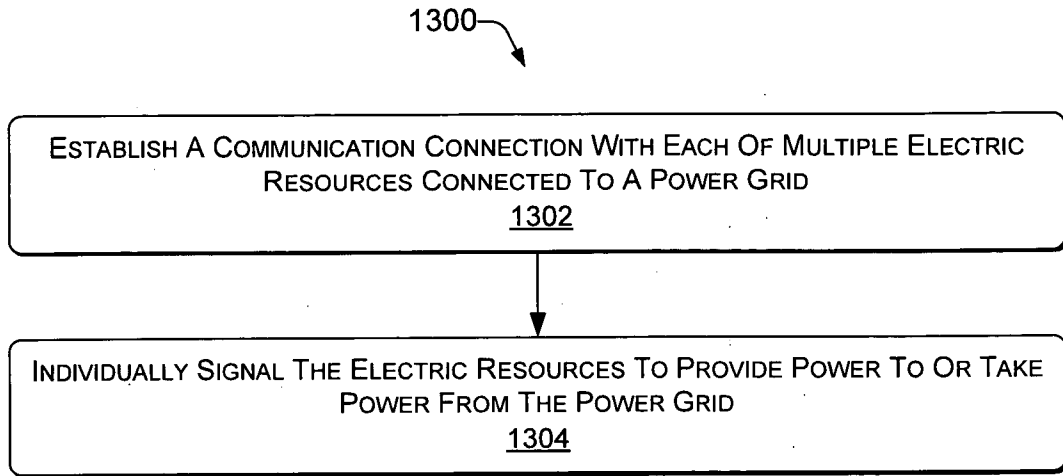 1300
ESTABLISH A COMMUNICATION CONNECTION WITH EACH OF MULTIPLE ELECTRIC
RESOURCES CONNECTED TO A POWER GRID
1302
INDIVIDUALLY SIGNAL THE ELECTRIC RESOURCES TO PROVIDE POWER TO OR TAKE
POWER FROM THE POWER GRID
1304